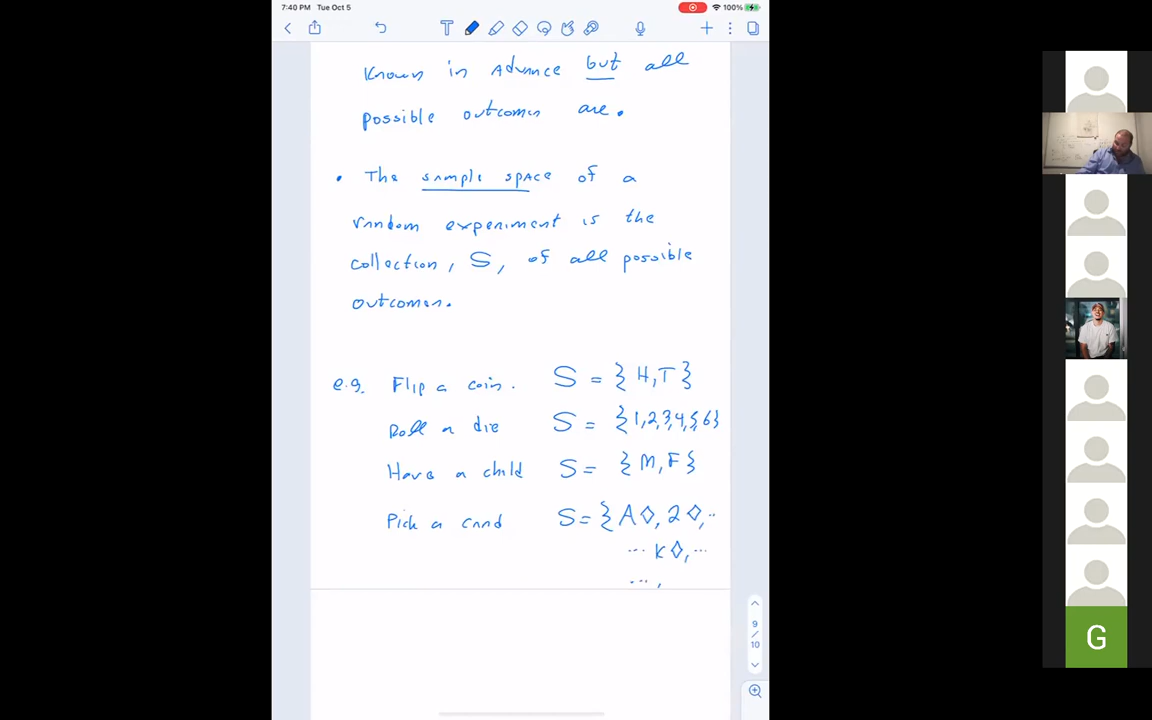 7:40 PM Tue Oct 5
100%
Known in Advance but all
possible outcomes are.
• The sample space of a
random experiment is the
collection, S, of all possible
outcomes.
e.g. Flip a coin. S = {H,T}
Roll a die S = {1,2,3,4,5,6}
Have a child S = {M,F}
Pick a card S={A◇, 2◇,..
... K◇, ...
... ,
9
/
10
G